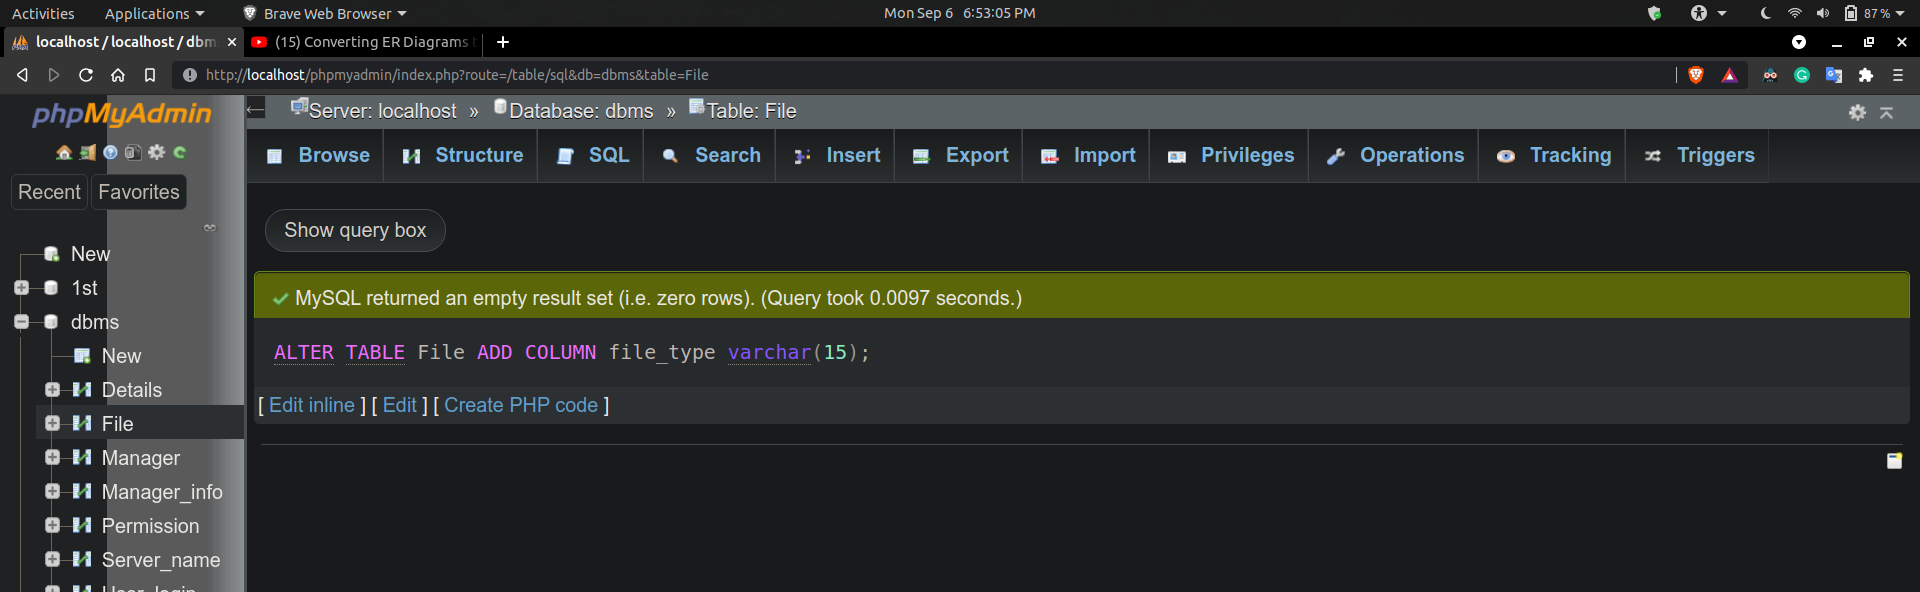 Activities Applications Brave Web Browser Mon Sep 6 6:53:05 PM 87 %
localhost / localhost / dbm (15) Converting ER Diagrams
http://localhost/phpmyadmin/index.php?route=/table/sql&db=dbms&table=File
phpMyAdmin
Recent Favorites
New
1st
dbms
New
Details
File
Manager
Manager_info
Permission
Server_name
User_login
Server: localhost » Database: dbms » Table: File
Browse Structure SQL Search Insert Export Import Privileges Operations Tracking Triggers
Show query box
MySQL returned an empty result set (i.e. zero rows). (Query took 0.0097 seconds.)
ALTER TABLE File ADD COLUMN file_type varchar(15);
[ Edit inline ] [ Edit ] [ Create PHP code ]